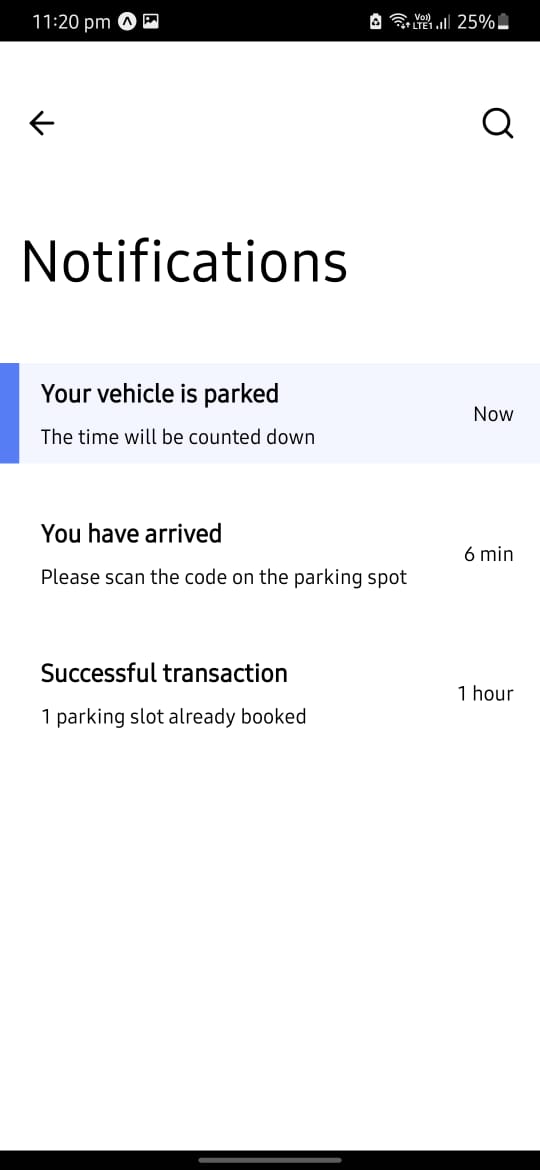 11:20 pm
Vo)) LTE1 25%
Notifications
Your vehicle is parked
The time will be counted down
Now
You have arrived
Please scan the code on the parking spot
6 min
Successful transaction
1 parking slot already booked
1 hour